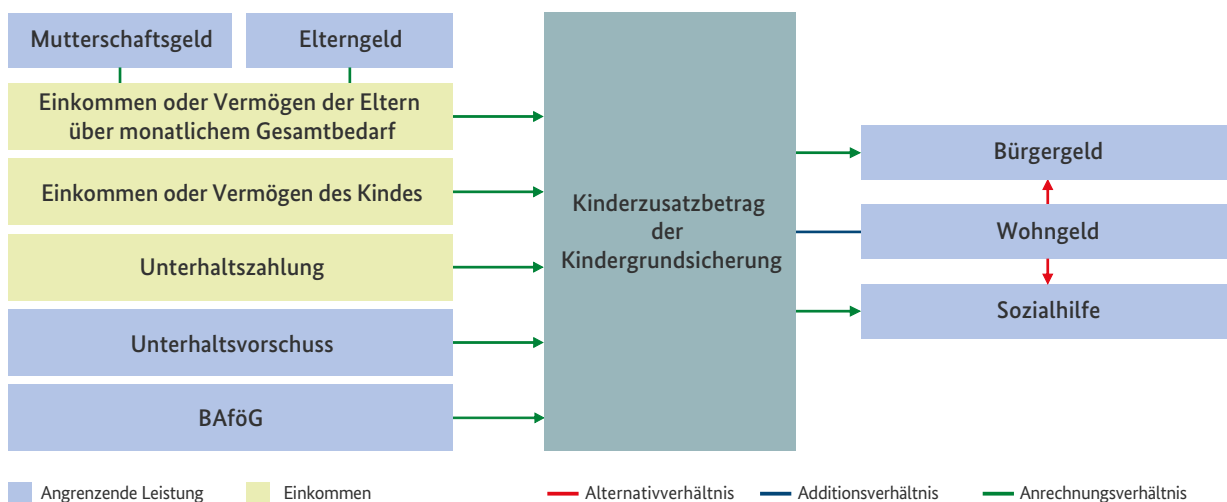 Mutterschaftsgeld
Elterngeld
Einkommen oder Vermögen der Eltern
über monatlichem Gesamtbedarf
Einkommen oder Vermögen des Kindes
Unterhaltszahlung
Unterhaltsvorschuss
BAföG
Kinderzusatzbetrag
der
Kindergrundsicherung
Bürgergeld
Wohngeld
Sozialhilfe
Angrenzende Leistung
Einkommen
Alternativverhältnis
Additionsverhältnis
Anrechnungsverhältnis